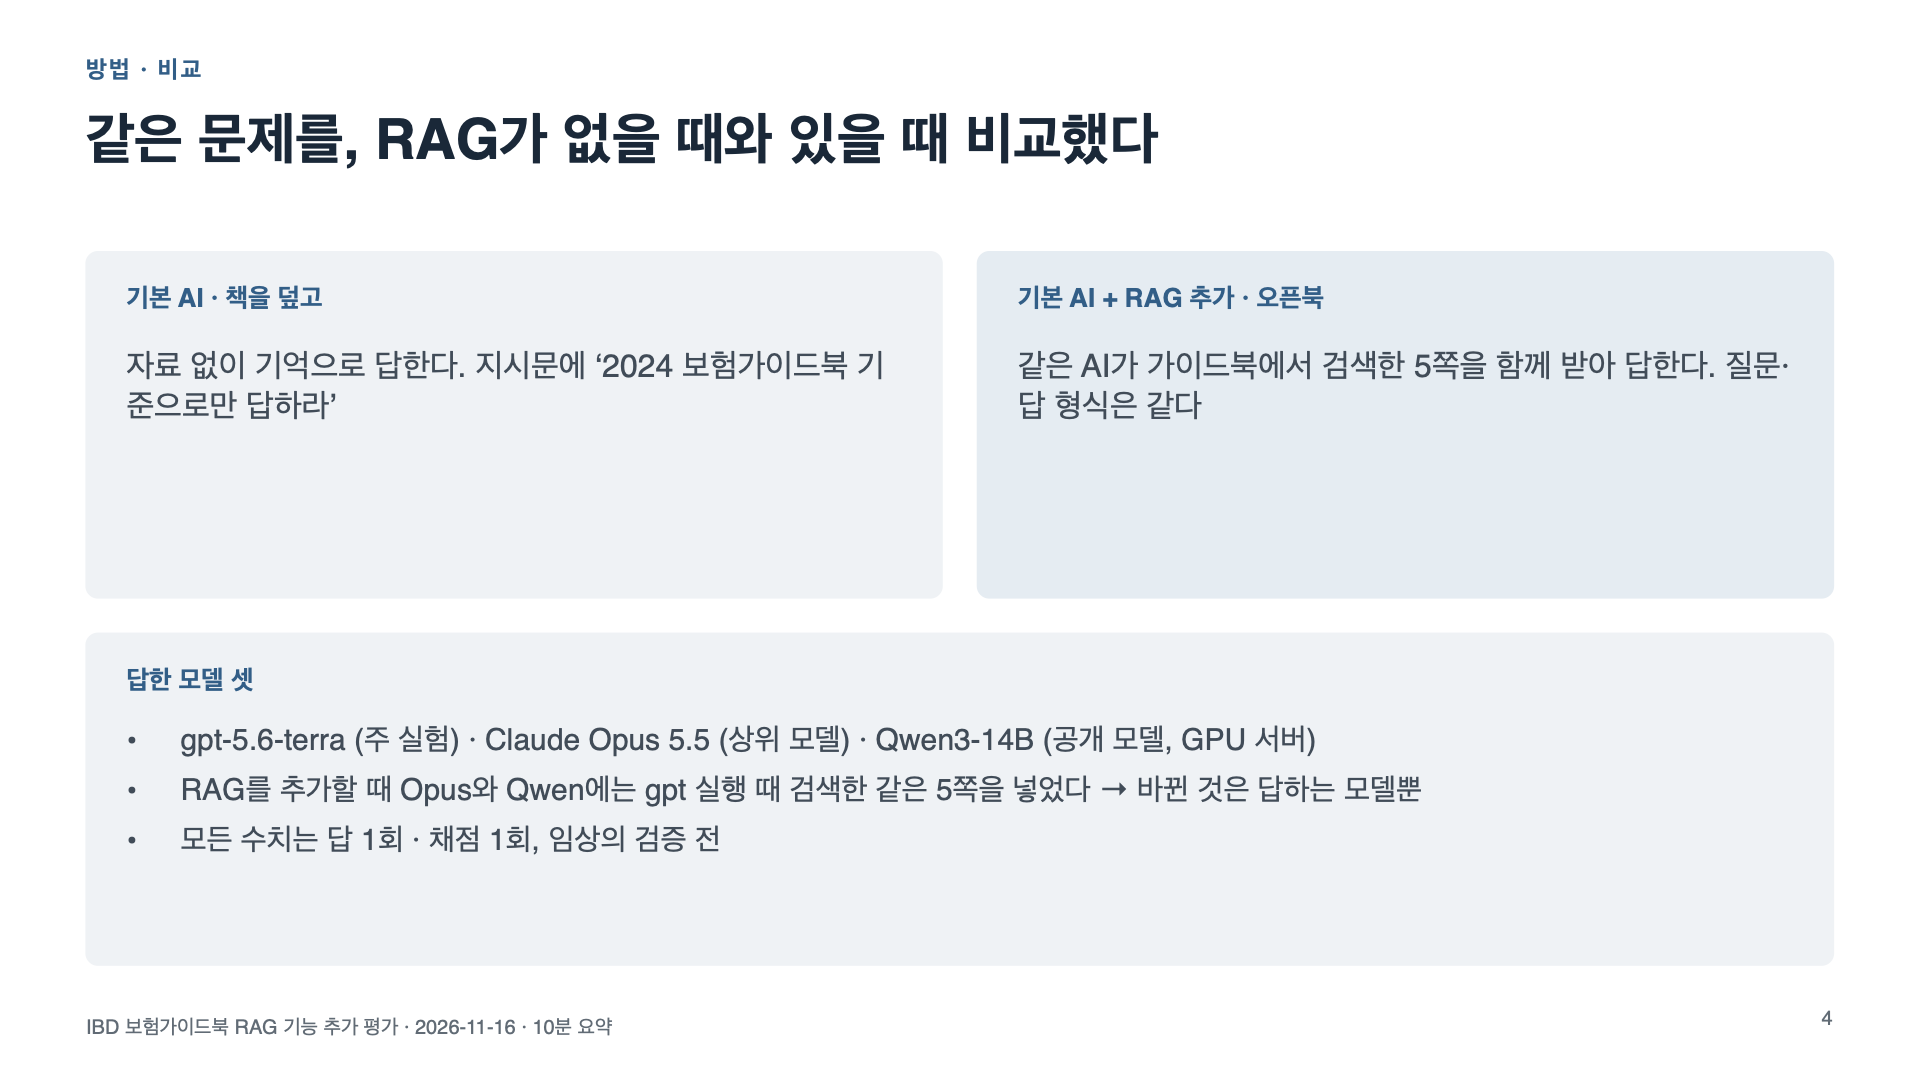 방법 · 비교
같은 문제를, RAG가 없을 때와 있을 때 비교했다
기본 AI · 책을 덮고
자료 없이 기억으로 답한다. 지시문에 ‘2024 보험가이드북 기
준으로만 답하라’
기본 AI + RAG 추가 · 오픈북
같은 AI가 가이드북에서 검색한 5쪽을 함께 받아 답한다. 질문·
답 형식은 같다
답한 모델 셋
• gpt-5.6-terra (주 실험) · Claude Opus 5.5 (상위 모델) · Qwen3-14B (공개 모델, GPU 서버)
• RAG를 추가할 때 Opus와 Qwen에는 gpt 실행 때 검색한 같은 5쪽을 넣었다 → 바뀐 것은 답하는 모델뿐
• 모든 수치는 답 1회 · 채점 1회, 임상의 검증 전
IBD 보험가이드북 RAG 기능 추가 평가 · 2026-11-16 · 10분 요약
4